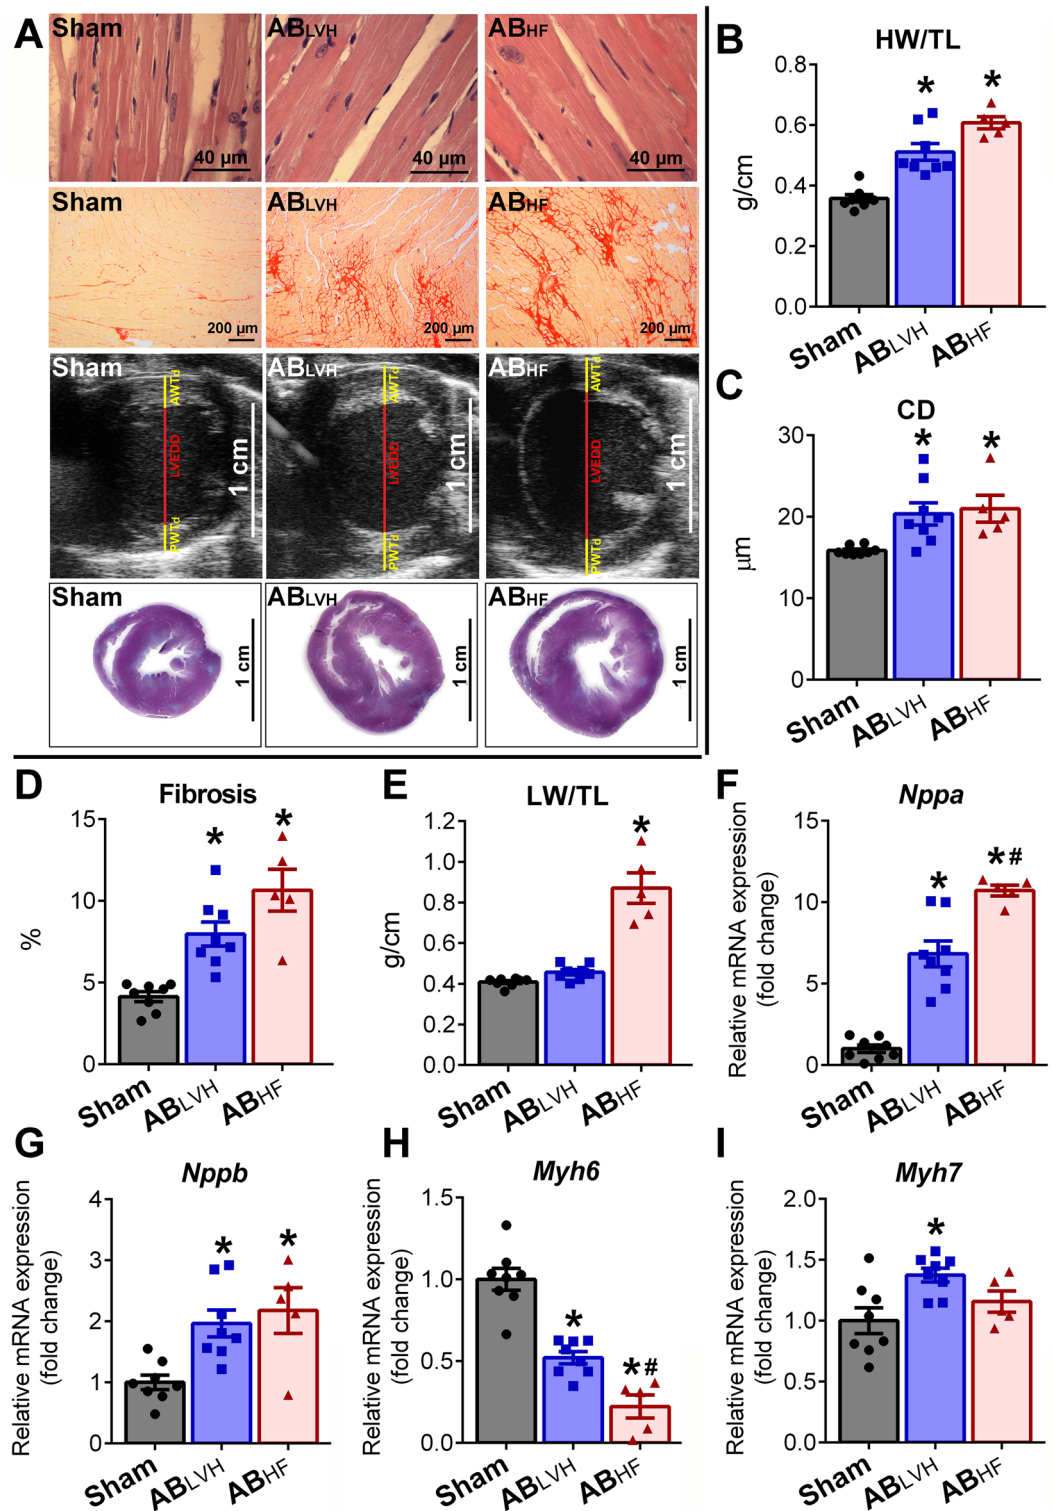 A
Sham
ABLVH
ABHF
40 µm
40 µm
40 µm
Sham
ABLVH
ABHF
200 µm
200 µm
200 µm
Sham
ABLVH
ABHF
AWTd
LVEDD
PWTd
1 cm
AWTd
LVEDD
PWTd
1 cm
AWTd
LVEDD
PWTd
1 cm
Sham
ABLVH
ABHF
1 cm
1 cm
1 cm
B
HW/TL
g/cm
0.8
0.6
0.4
0.2
0.0
*
*
Sham
ABLVH
ABHF
C
CD
µm
30
20
10
0
*
*
Sham
ABLVH
ABHF
D
Fibrosis
%
15
10
5
0
*
*
Sham
ABLVH
ABHF
E
LW/TL
g/cm
1.2
1.0
0.8
0.6
0.4
0.2
0.0
*
Sham
ABLVH
ABHF
F
Nppa
Relative mRNA expression
(fold change)
15
10
5
0
*
*#
Sham
ABLVH
ABHF
G
Nppb
Relative mRNA expression
(fold change)
4
3
2
1
0
*
*
Sham
ABLVH
ABHF
H
Myh6
Relative mRNA expression
(fold change)
1.5
1.0
0.5
0.0
*
*#
Sham
ABLVH
ABHF
I
Myh7
Relative mRNA expression
(fold change)
2.0
1.5
1.0
0.5
0.0
*
Sham
ABLVH
ABHF